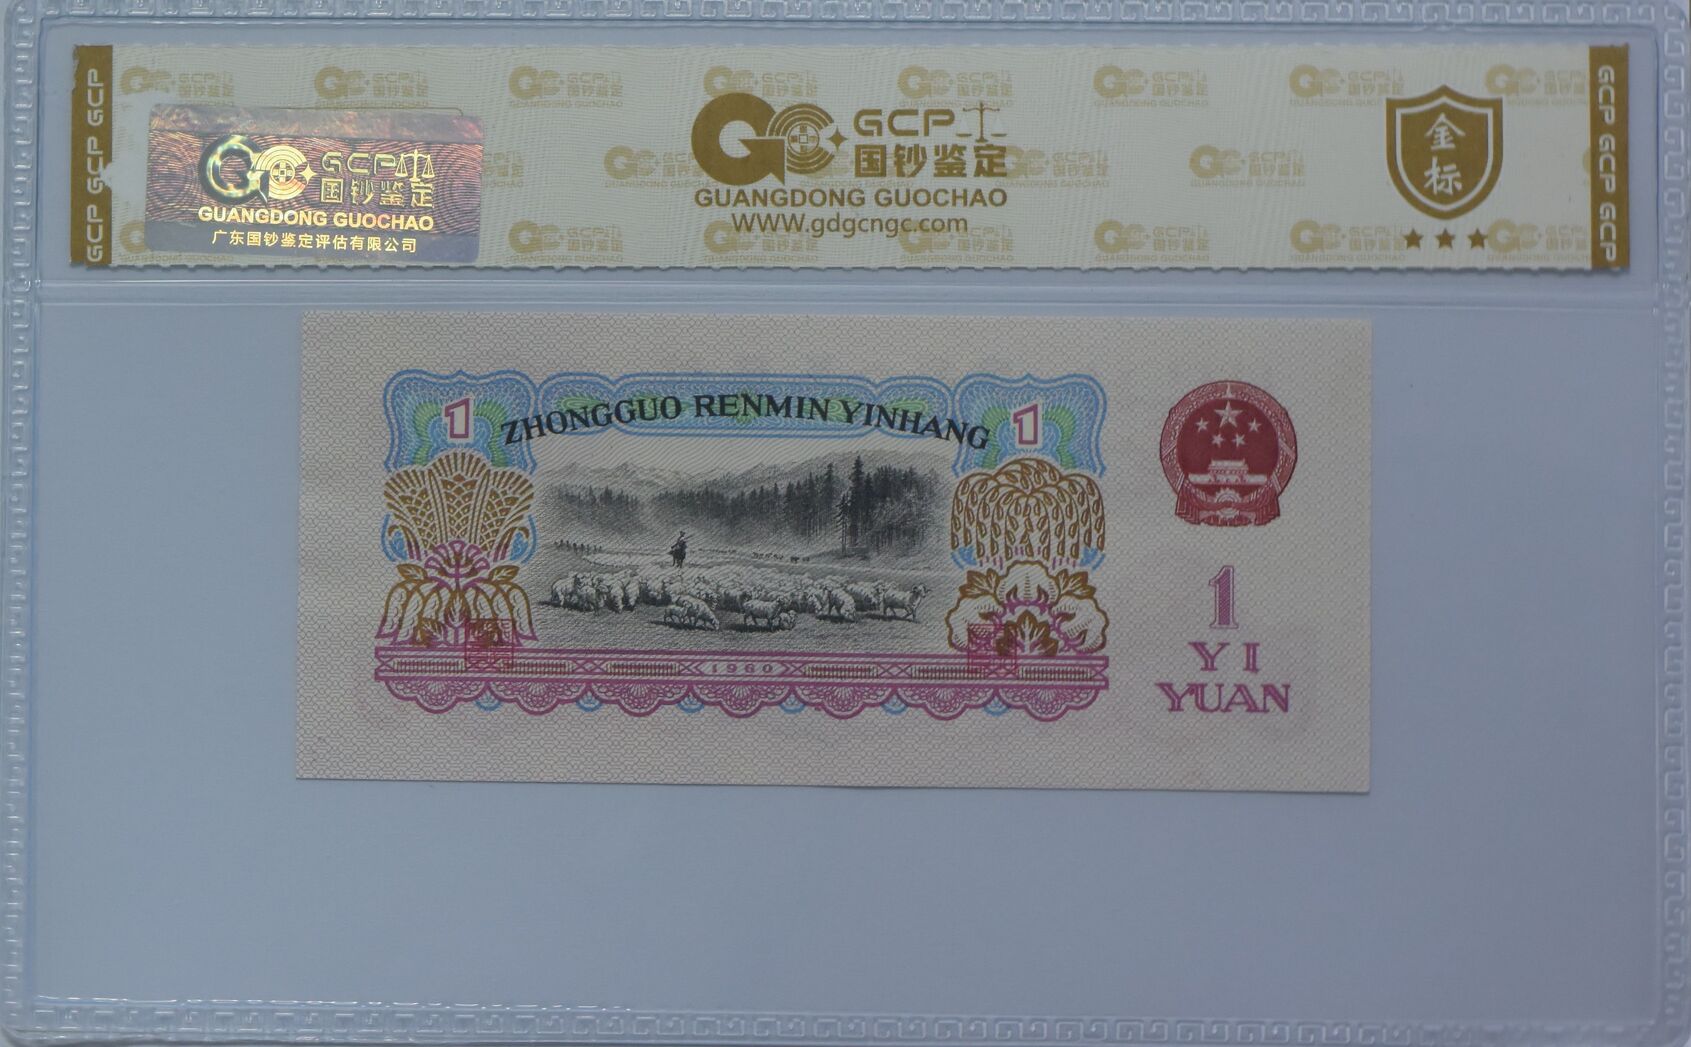 GCP GCP GCP
GCP
国钞鉴定
GUANGDONG GUOCHAO
广东国钞鉴定评估有限公司
GCP
国钞鉴定
GUANGDONG GUOCHAO
WWW.gdgcngc.com
金标
GCP GCP GCP
ZHONGGUO RENMIN YINHANG
1
1
1960
1
YI
YUAN